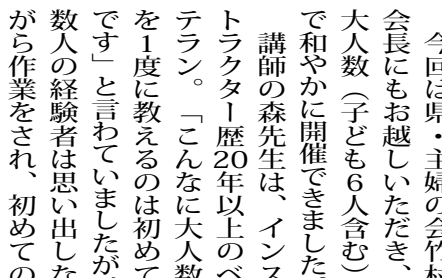 今回は県・主婦の会竹
会長にもお越しいただき、
大人数（子ども6人含む）
で和やかに開催できました。
講師の森先生は、インス
トラクター歴20年以上のベ
テラン。「こんなに大人数
を1度に教えるのは初めて
です」と言わていましたが
数人の経験者は思い出しな
がら作業をされ、初めての